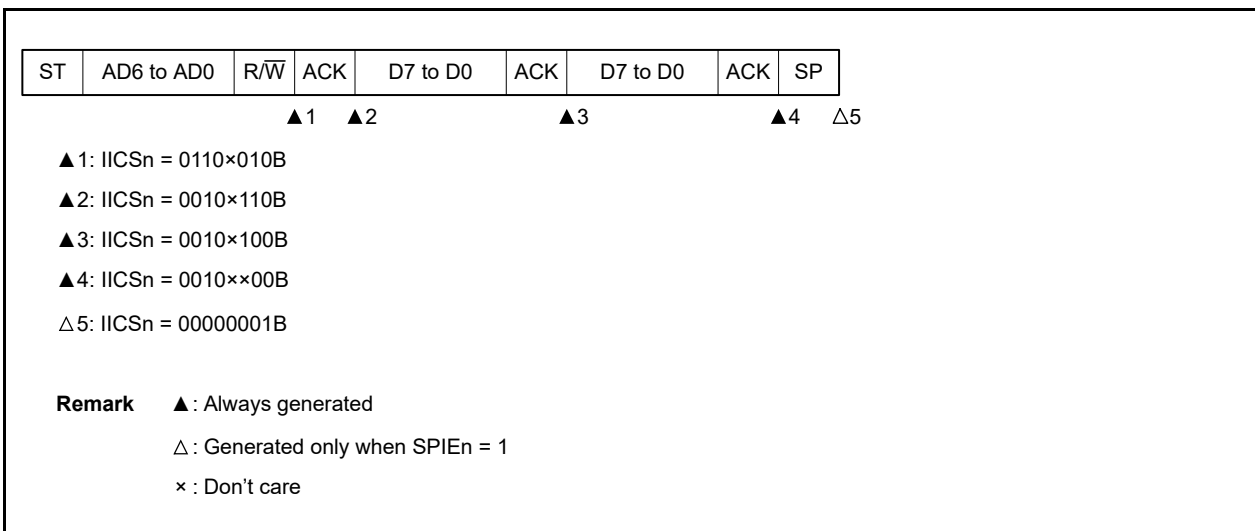 ST AD6 to AD0 R/W̅ ACK D7 to D0 ACK D7 to D0 ACK SP
▲1 ▲2 ▲3 ▲4 △5
▲1: IICSn = 0110×010B
▲2: IICSn = 0010×110B
▲3: IICSn = 0010×100B
▲4: IICSn = 0010××00B
△5: IICSn = 00000001B
Remark ▲: Always generated
△: Generated only when SPIEn = 1
×: Don't care